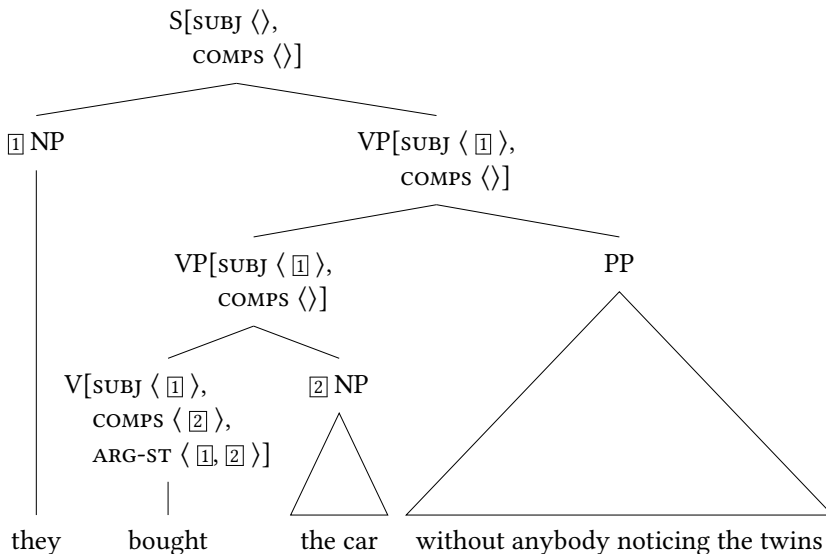 S[SUBJ ⟨⟩,
COMPS ⟨⟩]
1 NP VP[SUBJ ⟨ 1 ⟩,
COMPS ⟨⟩]
VP[SUBJ ⟨ 1 ⟩, PP
COMPS ⟨⟩]
V[SUBJ ⟨ 1 ⟩, 2 NP
COMPS ⟨ 2 ⟩,
ARG-ST ⟨ 1, 2 ⟩]
they bought the car without anybody noticing the twins